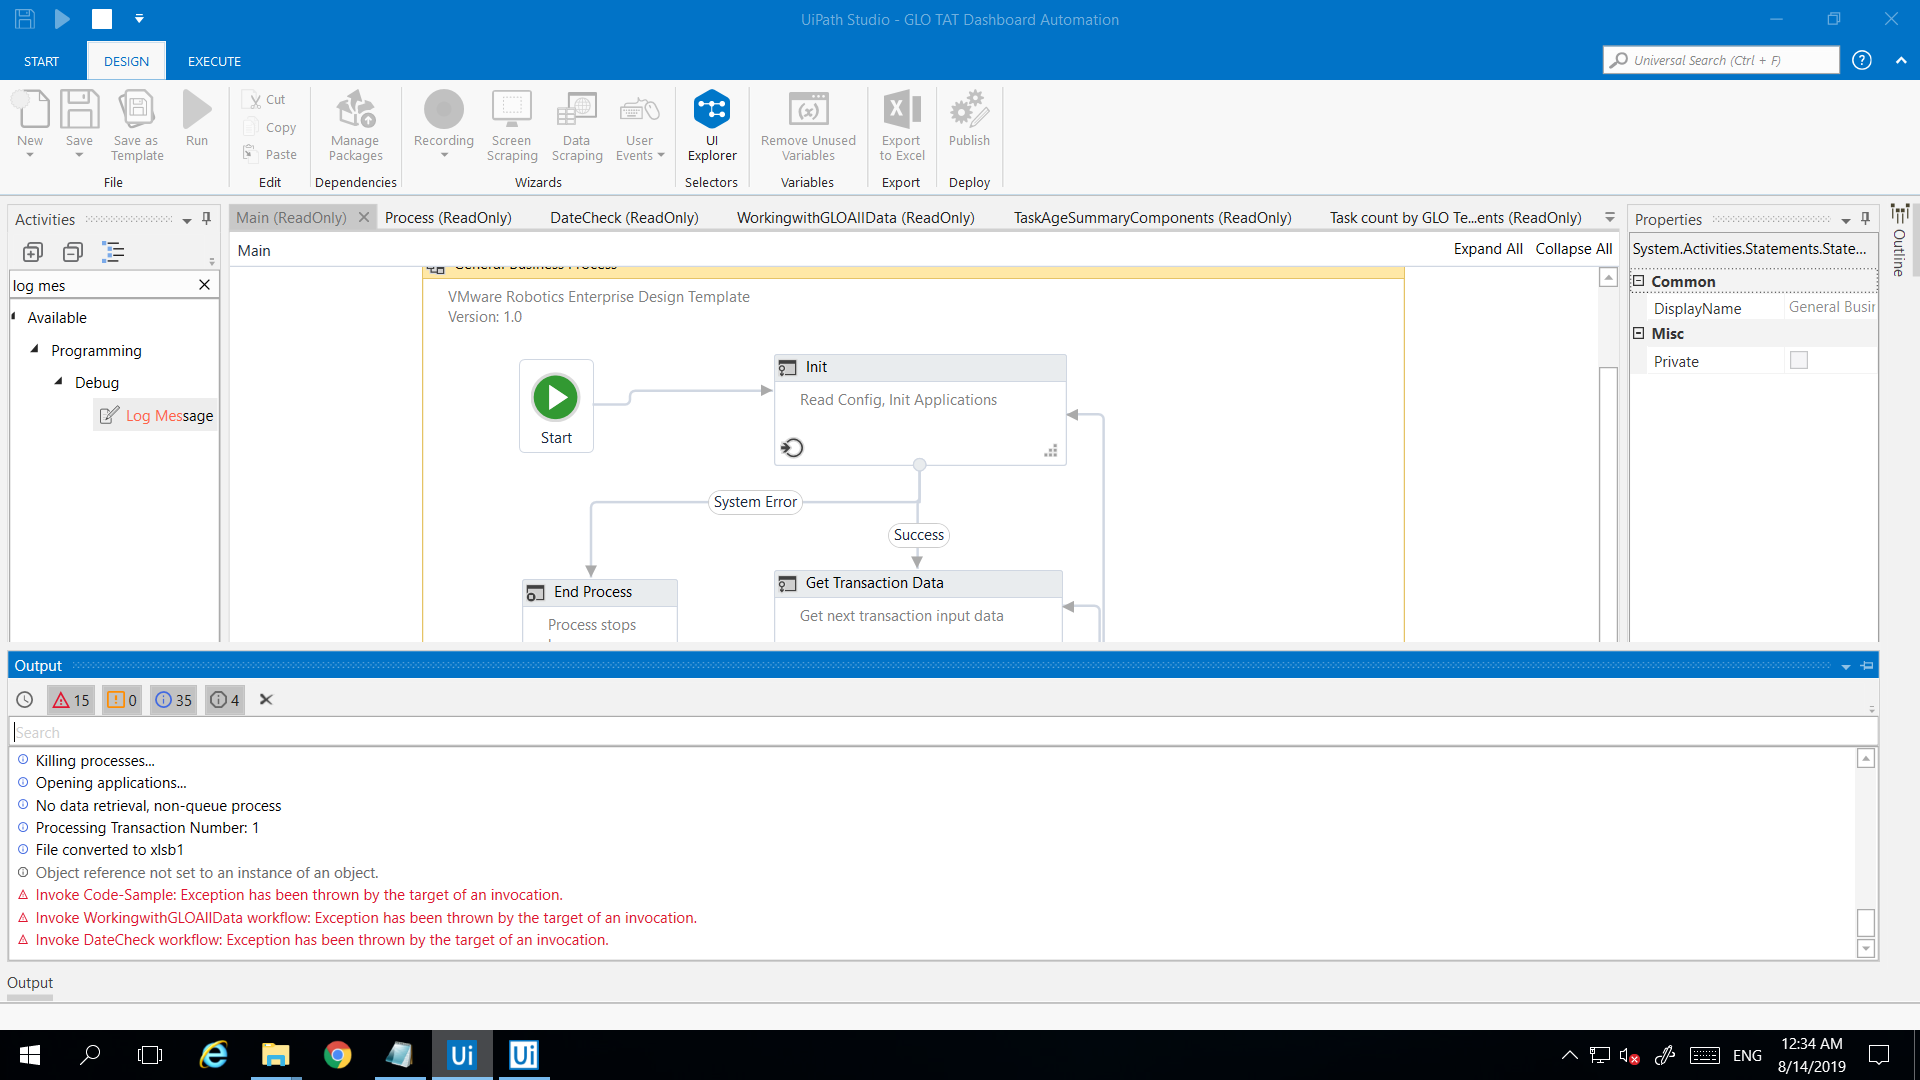 UiPath Studio - GLO TAT Dashboard Automation
START
DESIGN
EXECUTE
Universal Search (Ctrl + F)
New
Save
Save as
Template
Run
Cut
Copy
Paste
Manage
Packages
Recording
Screen
Scraping
Data
Scraping
User
Events
UI
Explorer
Remove Unused
Variables
Export
to Excel
Publish
File
Edit
Dependencies
Wizards
Selectors
Variables
Export
Deploy
Activities
log mes
Available
Programming
Debug
Log Message
Main (ReadOnly)
Process (ReadOnly)
DateCheck (ReadOnly)
WorkingwithGLOAllData (ReadOnly)
TaskAgeSummaryComponents (ReadOnly)
Task count by GLO Te...ents (ReadOnly)
Main
Expand All
Collapse All
General Business Process
VMware Robotics Enterprise Design Template
Version: 1.0
Start
Init
Read Config, Init Applications
System Error
Success
End Process
Process stops
Get Transaction Data
Get next transaction input data
Properties
System.Activities.Statements.State...
Common
DisplayName
General Busin
Misc
Private
Outline
Output
15
0
35
4
Search
Killing processes...
Opening applications...
No data retrieval, non-queue process
Processing Transaction Number: 1
File converted to xlsb1
Object reference not set to an instance of an object.
Invoke Code-Sample: Exception has been thrown by the target of an invocation.
Invoke WorkingwithGLOAllData workflow: Exception has been thrown by the target of an invocation.
Invoke DateCheck workflow: Exception has been thrown by the target of an invocation.
Output
Ui
Ui
ENG
12:34 AM
8/14/2019